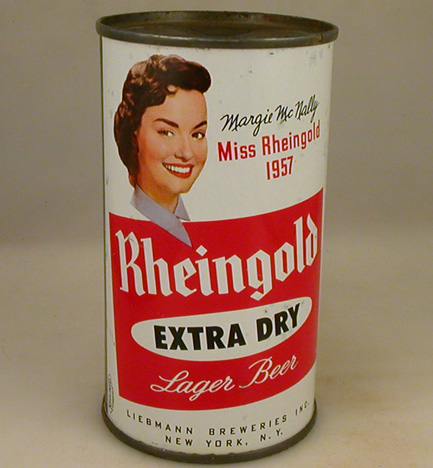 Margie McNally
Miss Rheingold
1957
Rheingold
EXTRA DRY
Lager Beer
LIEBMANN BREWERIES INC.
NEW YORK, N.Y.